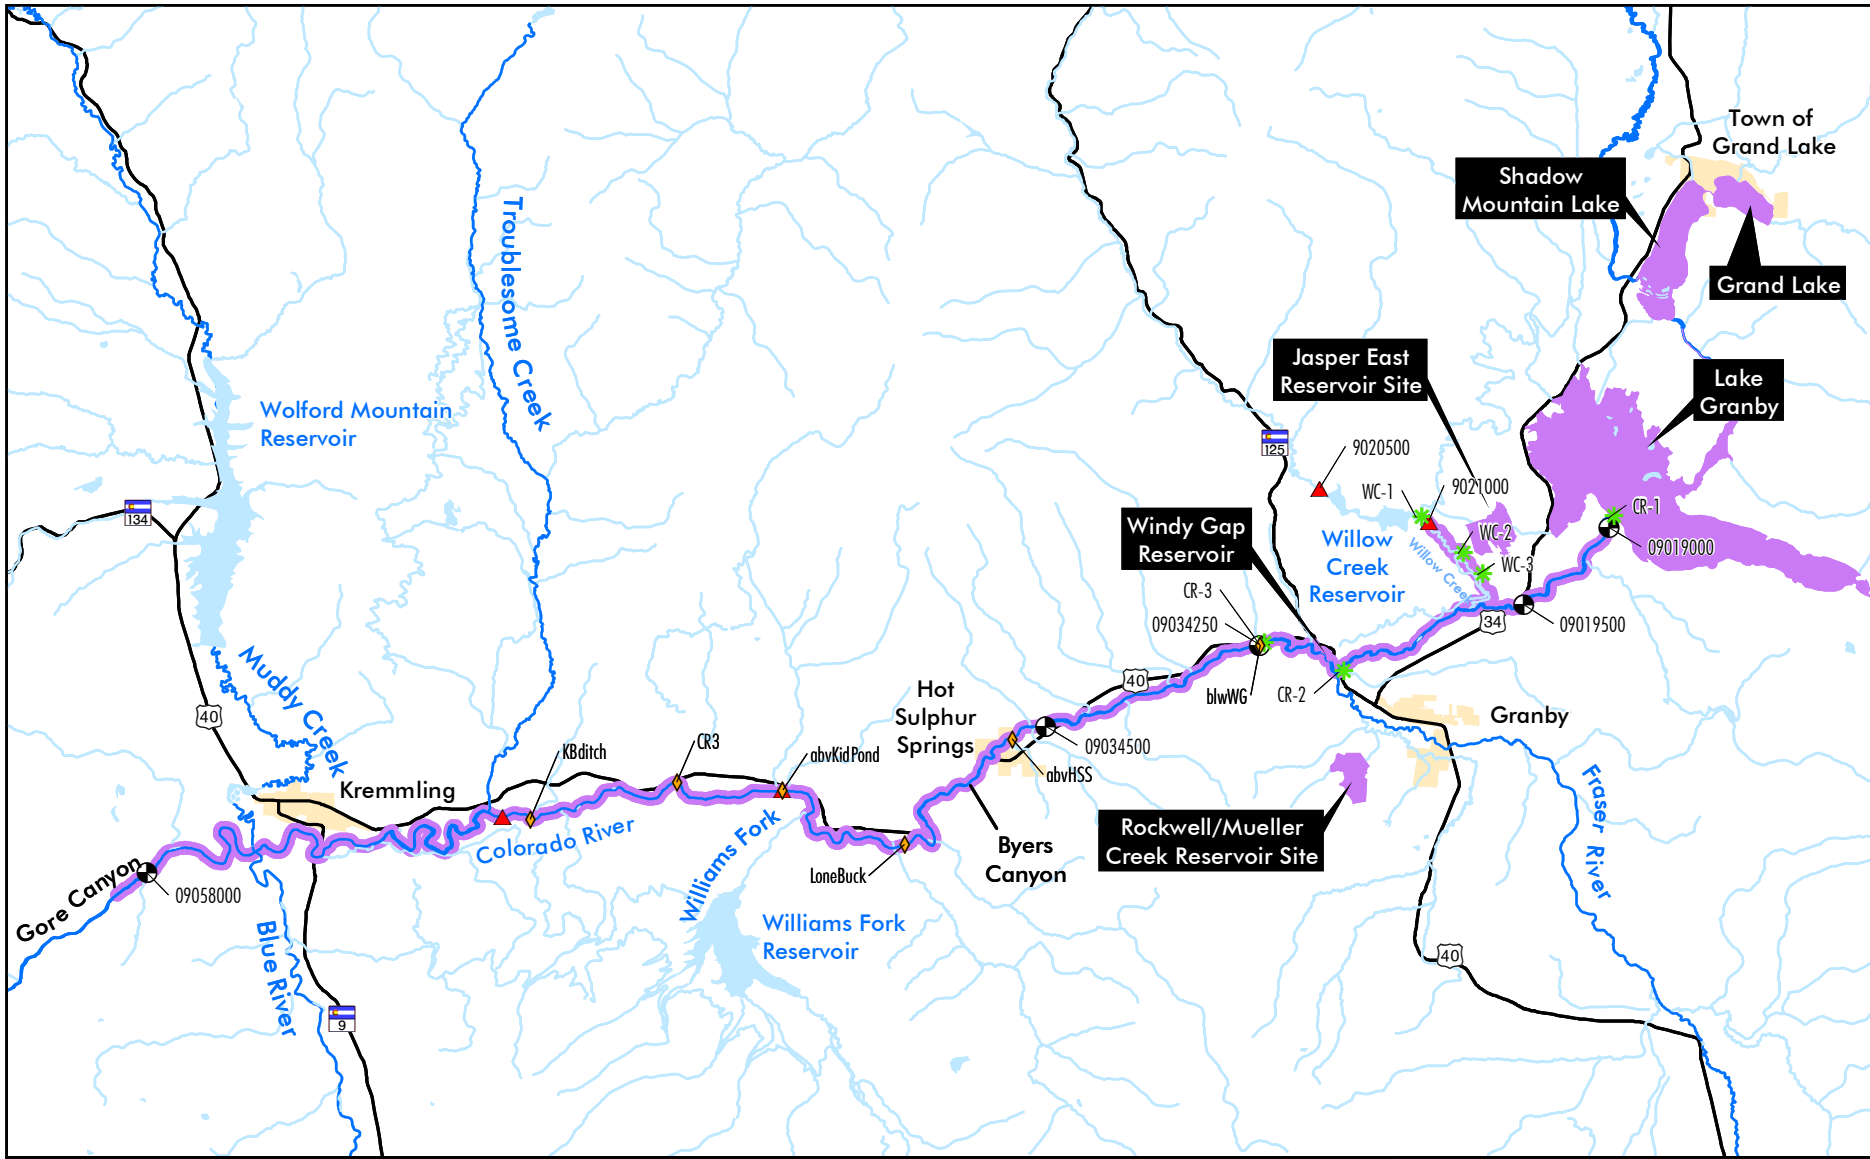 Town of
Grand Lake
Shadow
Mountain Lake
Grand Lake
Troublesome Creek
Jasper East
Reservoir Site
Lake
Granby
Wolford Mountain
Reservoir
125
9020500
WC-1
9021000
134
CR-1
Windy Gap
Reservoir
WC-2
Willow
Creek
Reservoir
Willow Creek
09019000
WC-3
CR-3
09034250
34
09019500
Muddy Creek
40
blwWG
CR-2
Hot
Sulphur
Springs
40
Granby
KBditch
CR3
abvKidPond
09034500
abvHSS
Kremmling
Fraser River
Colorado River
Williams Fork
Rockwell/Mueller
Creek Reservoir Site
Byers
Canyon
LoneBuck
Gore Canyon
09058000
Blue River
Williams Fork
Reservoir
40
9